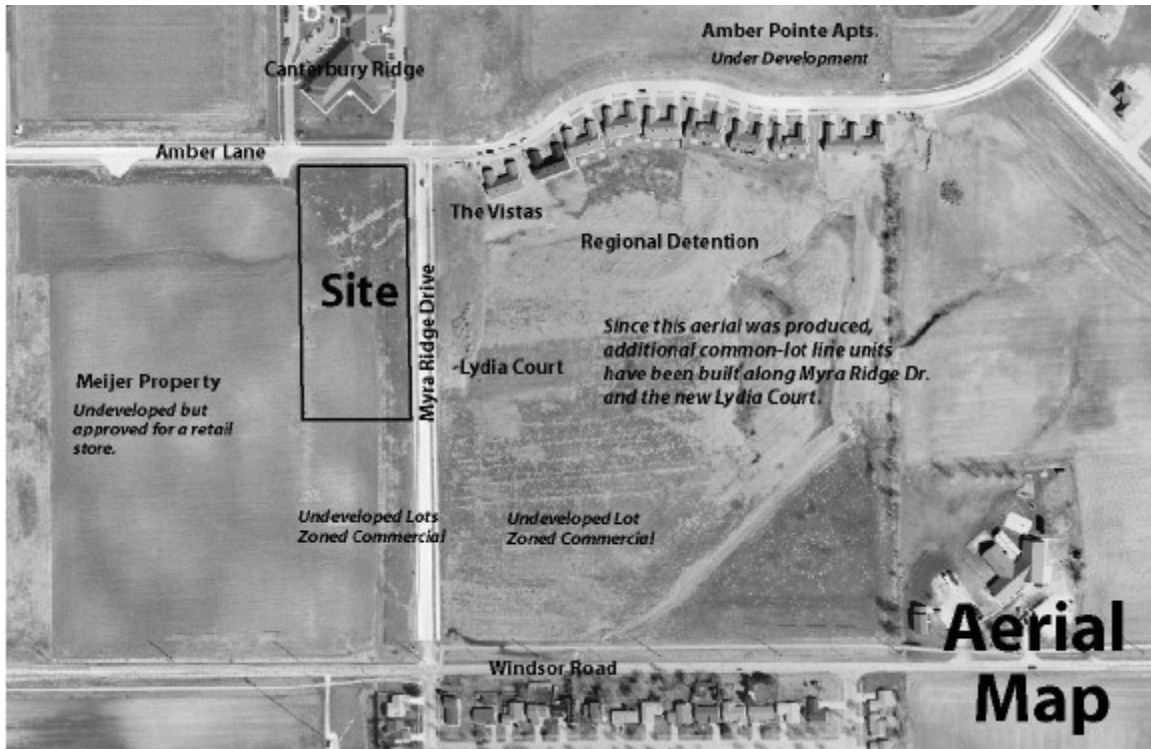 Amber Pointe Apts.
Under Development
Canterbury Ridge
Amber Lane
The Vistas
Regional Detention
Site
Myra Ridge Drive
Since this aerial was produced,
additional common-lot line units
have been built along Myra Ridge Dr.
and the new Lydia Court.
-Lydia Court
Meijer Property
Undeveloped but
approved for a retail
store.
Undeveloped Lots
Zoned Commercial
Undeveloped Lot
Zoned Commercial
Windsor Road
Aerial
Map